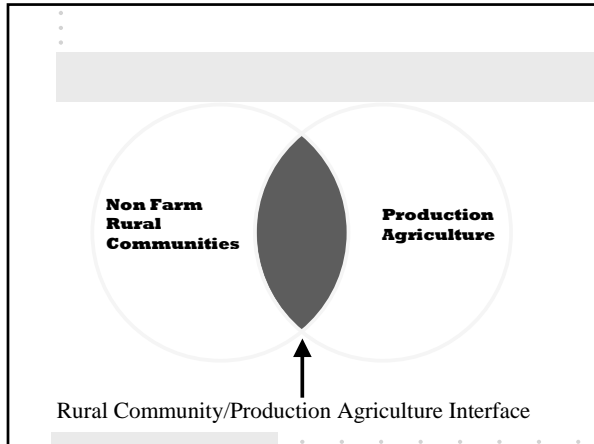 Non Farm
Rural
Communities
Production
Agriculture
Rural Community/Production Agriculture Interface